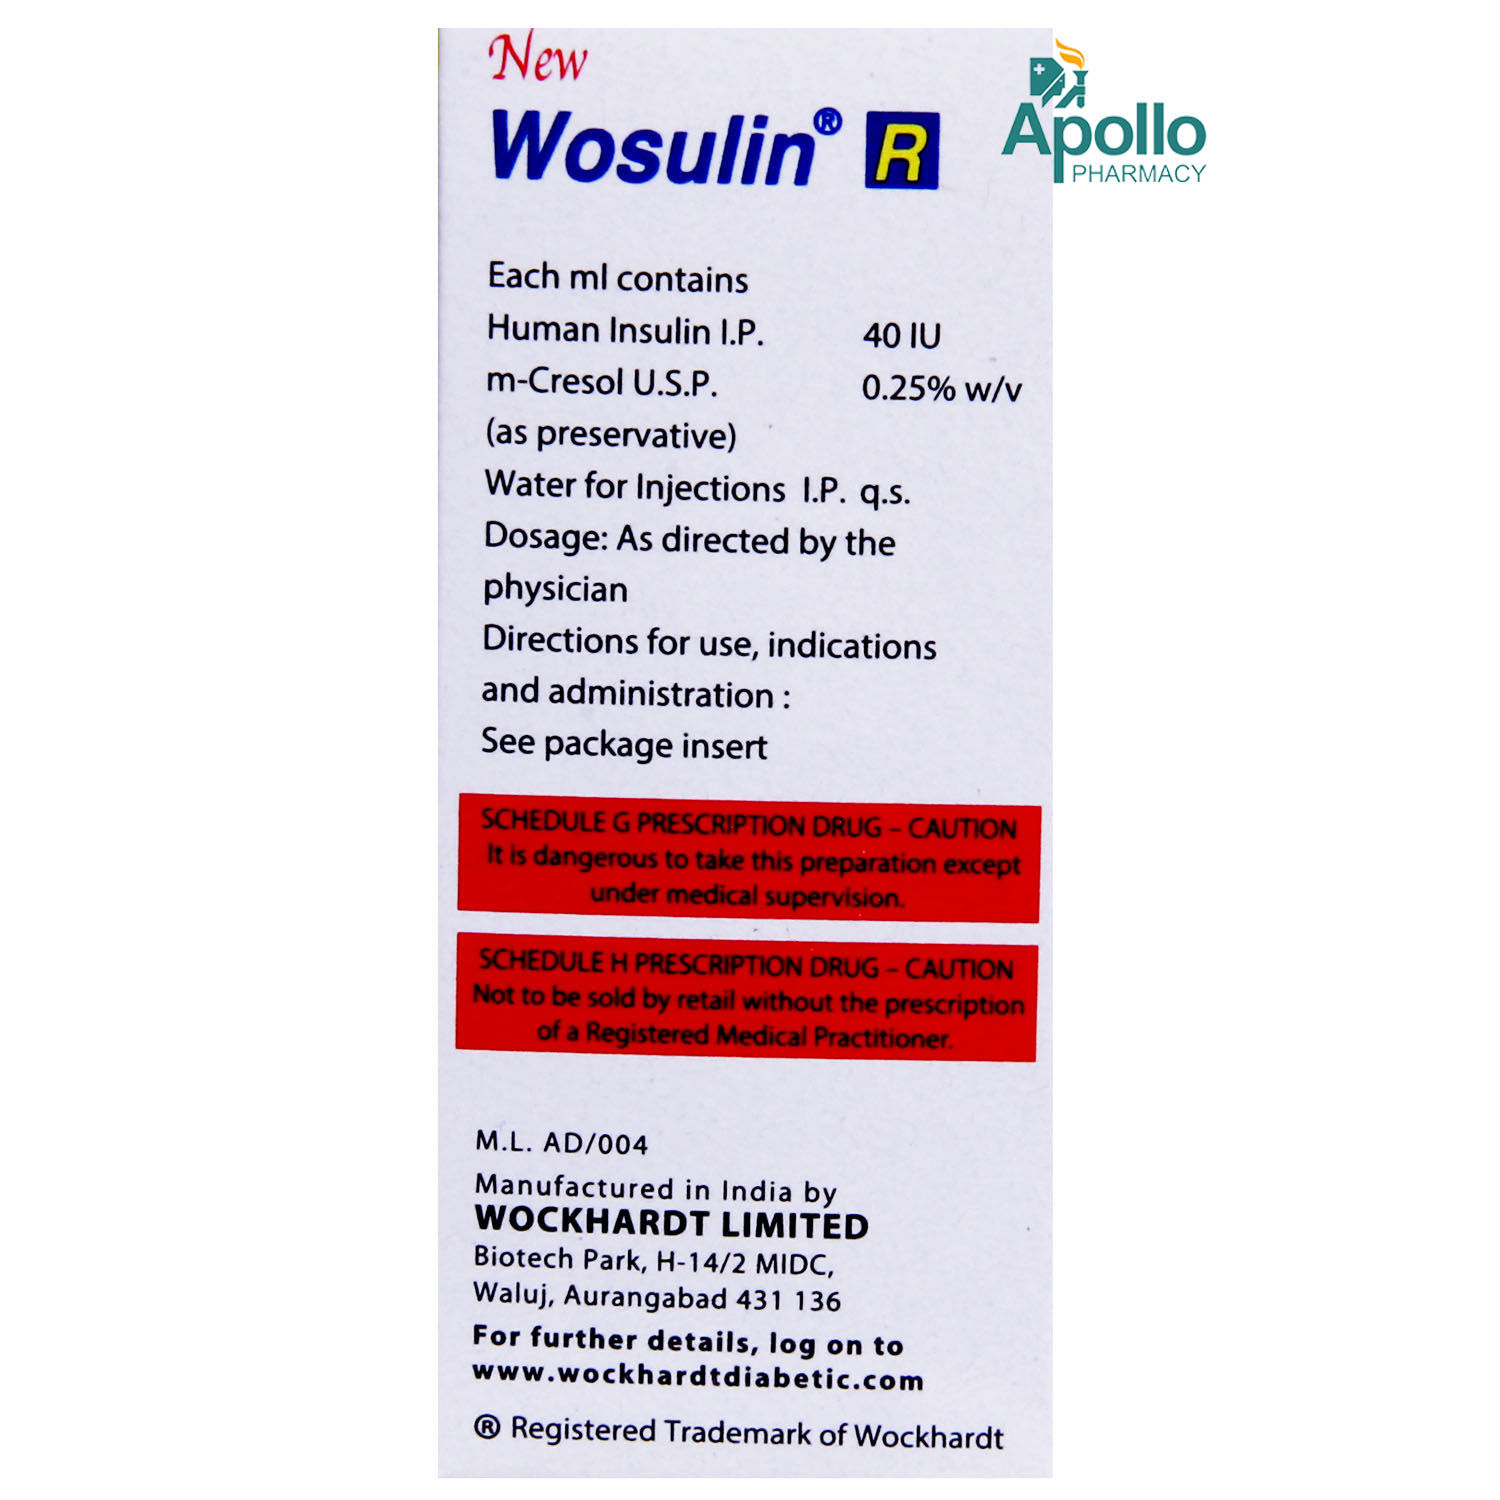 New
Wosulin® R
Apollo
PHARMACY
Each ml contains
Human Insulin I.P. 40 IU
m-Cresol U.S.P. 0.25% w/v
(as preservative)
Water for Injections I.P. q.s.
Dosage: As directed by the
physician
Directions for use, indications
and administration :
See package insert
SCHEDULE G PRESCRIPTION DRUG – CAUTION
It is dangerous to take this preparation except
under medical supervision.
SCHEDULE H PRESCRIPTION DRUG – CAUTION
Not to be sold by retail without the prescription
of a Registered Medical Practitioner.
M.L. AD/004
Manufactured in India by
WOCKHARDT LIMITED
Biotech Park, H-14/2 MIDC,
Waluj, Aurangabad 431 136
For further details, log on to
www.wockhardtdiabetic.com
® Registered Trademark of Wockhardt